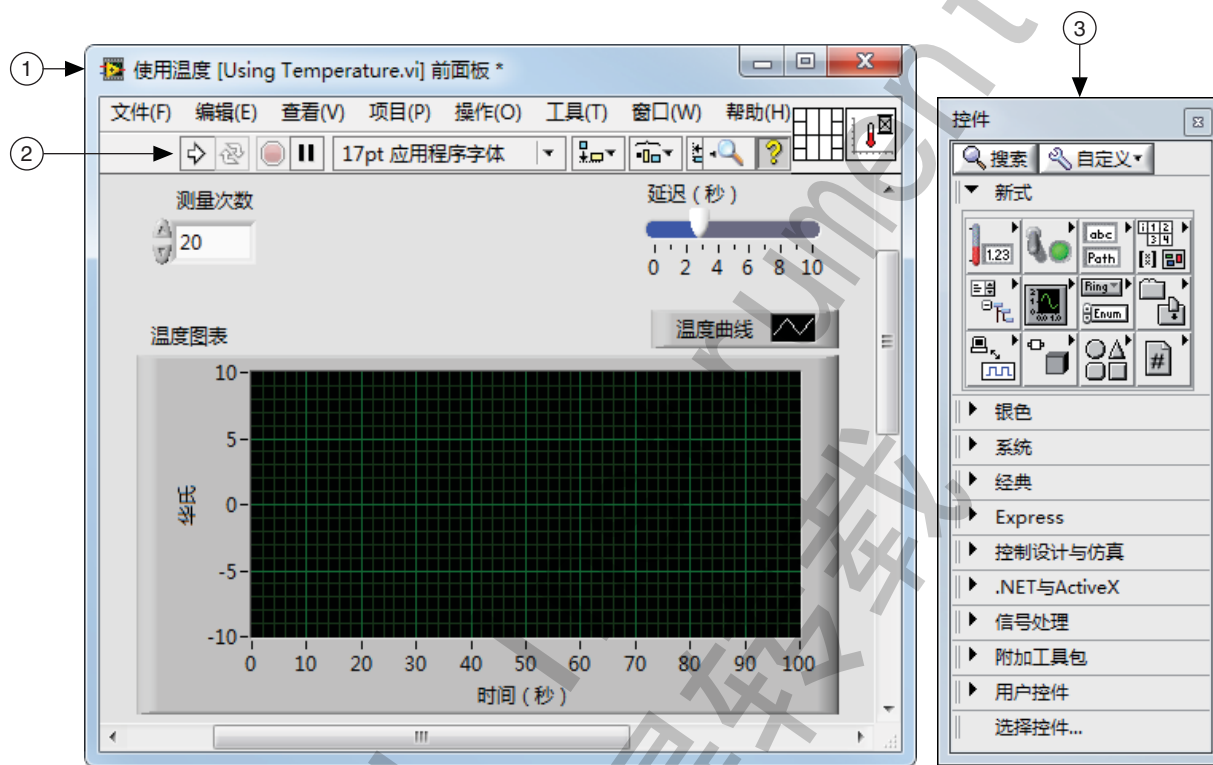 ③
① 使用温度 [Using Temperature.vi] 前面板 *
文件(F) 编辑(E) 查看(V) 项目(P) 操作(O) 工具(T) 窗口(W) 帮助(H)
② 17pt 应用程序字体
测量次数
20
延迟(秒)
0 2 4 6 8 10
温度图表
温度曲线
华氏
10
5
0
-5
-10
0 10 20 30 40 50 60 70 80 90 100
时间(秒)
控件
搜索 自定义
新式
1.23
abc
Path
1 2
3 4
Ring
Enum
#
银色
系统
经典
Express
控制设计与仿真
.NET与ActiveX
信号处理
附加工具包
用户控件
选择控件...